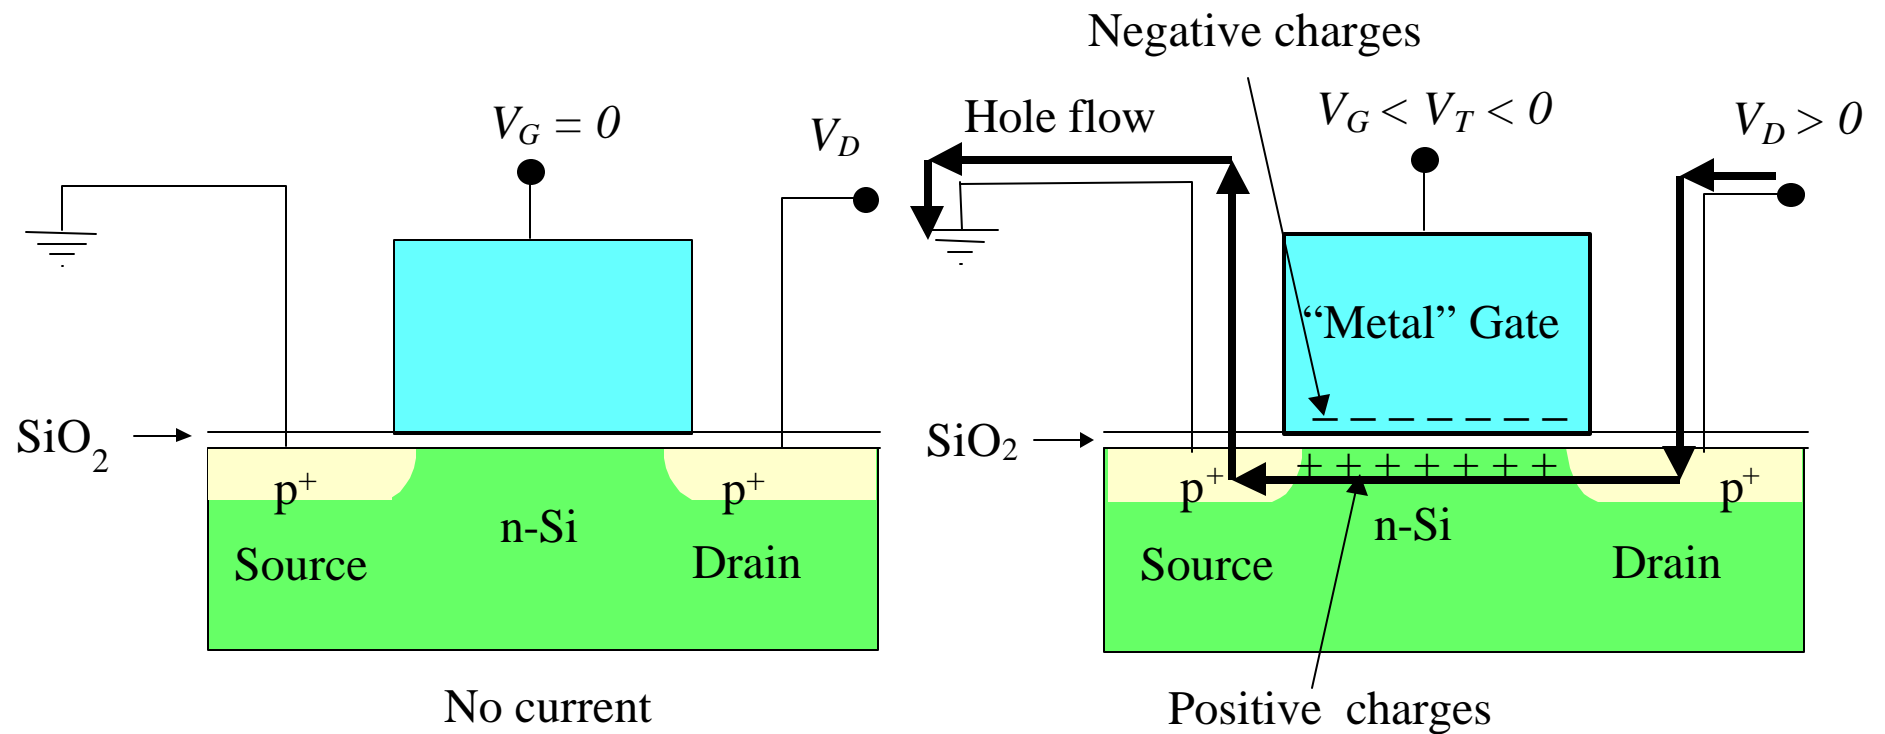 V_G = 0
V_D
SiO₂
p⁺
p⁺
n-Si
Source
Drain
No current
Negative charges
Hole flow
V_G < V_T < 0
V_D > 0
“Metal” Gate
_ _ _ _ _ _ _
SiO₂
+ + + + + + +
p⁺
p⁺
n-Si
Source
Drain
Positive charges